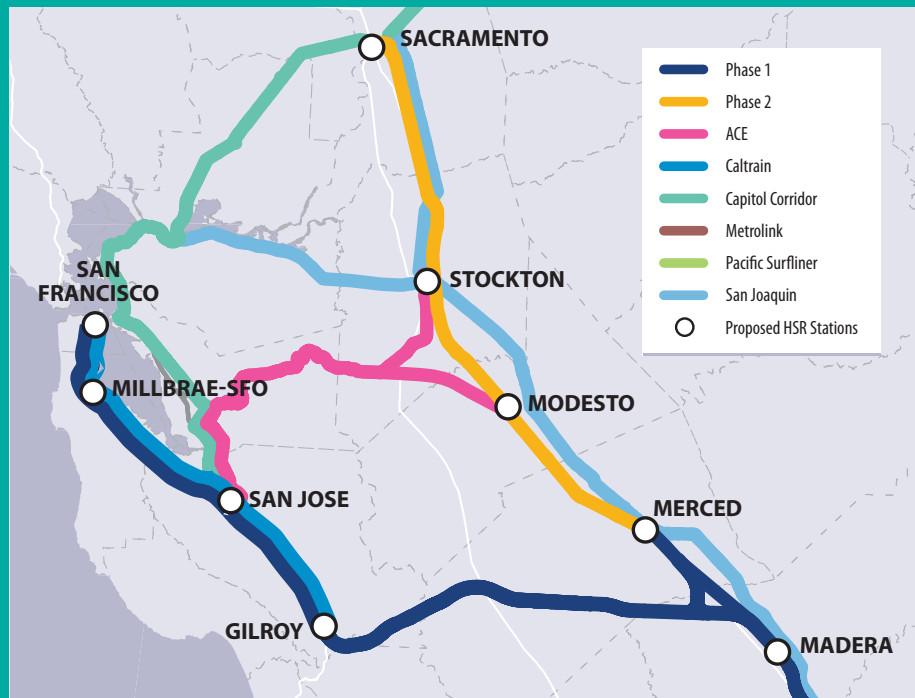 SACRAMENTO
Phase 1
Phase 2
ACE
Caltrain
Capitol Corridor
Metrolink
Pacific Surfliner
San Joaquin
Proposed HSR Stations
SAN
FRANCISCO
STOCKTON
MILLBRAE-SFO
MODESTO
SAN JOSE
MERCED
GILROY
MADERA